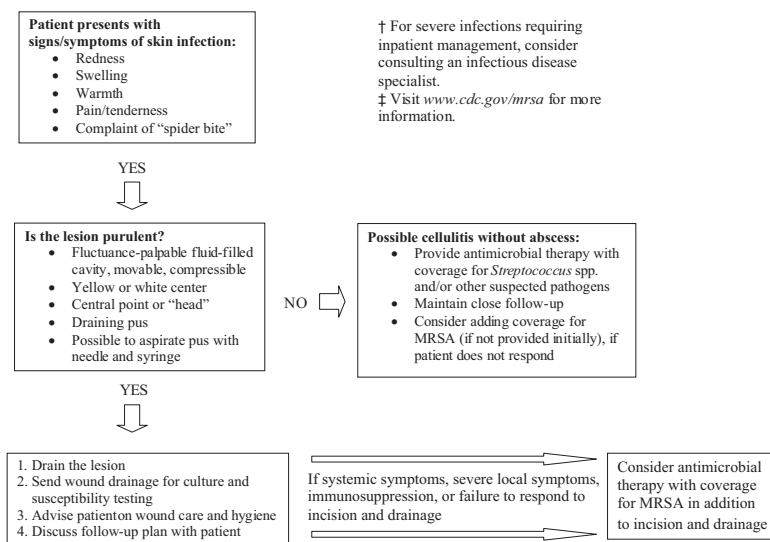 Patient presents with
signs/symptoms of skin infection:
• Redness
• Swelling
• Warmth
• Pain/tenderness
• Complaint of “spider bite”
† For severe infections requiring
inpatient management, consider
consulting an infectious disease
specialist.
‡ Visit www.cdc.gov/mrsa for more
information.
YES
Is the lesion purulent?
• Fluctuance-palpable fluid-filled
cavity, movable, compressible
• Yellow or white center
• Central point or “head”
• Draining pus
• Possible to aspirate pus with
needle and syringe
NO
Possible cellulitis without abscess:
• Provide antimicrobial therapy with
coverage for Streptococcus spp.
and/or other suspected pathogens
• Maintain close follow-up
• Consider adding coverage for
MRSA (if not provided initially), if
patient does not respond
YES
1. Drain the lesion
2. Send wound drainage for culture and
susceptibility testing
3. Advise patienton wound care and hygiene
4. Discuss follow-up plan with patient
If systemic symptoms, severe local symptoms,
immunosuppression, or failure to respond to
incision and drainage
Consider antimicrobial
therapy with coverage
for MRSA in addition
to incision and drainage